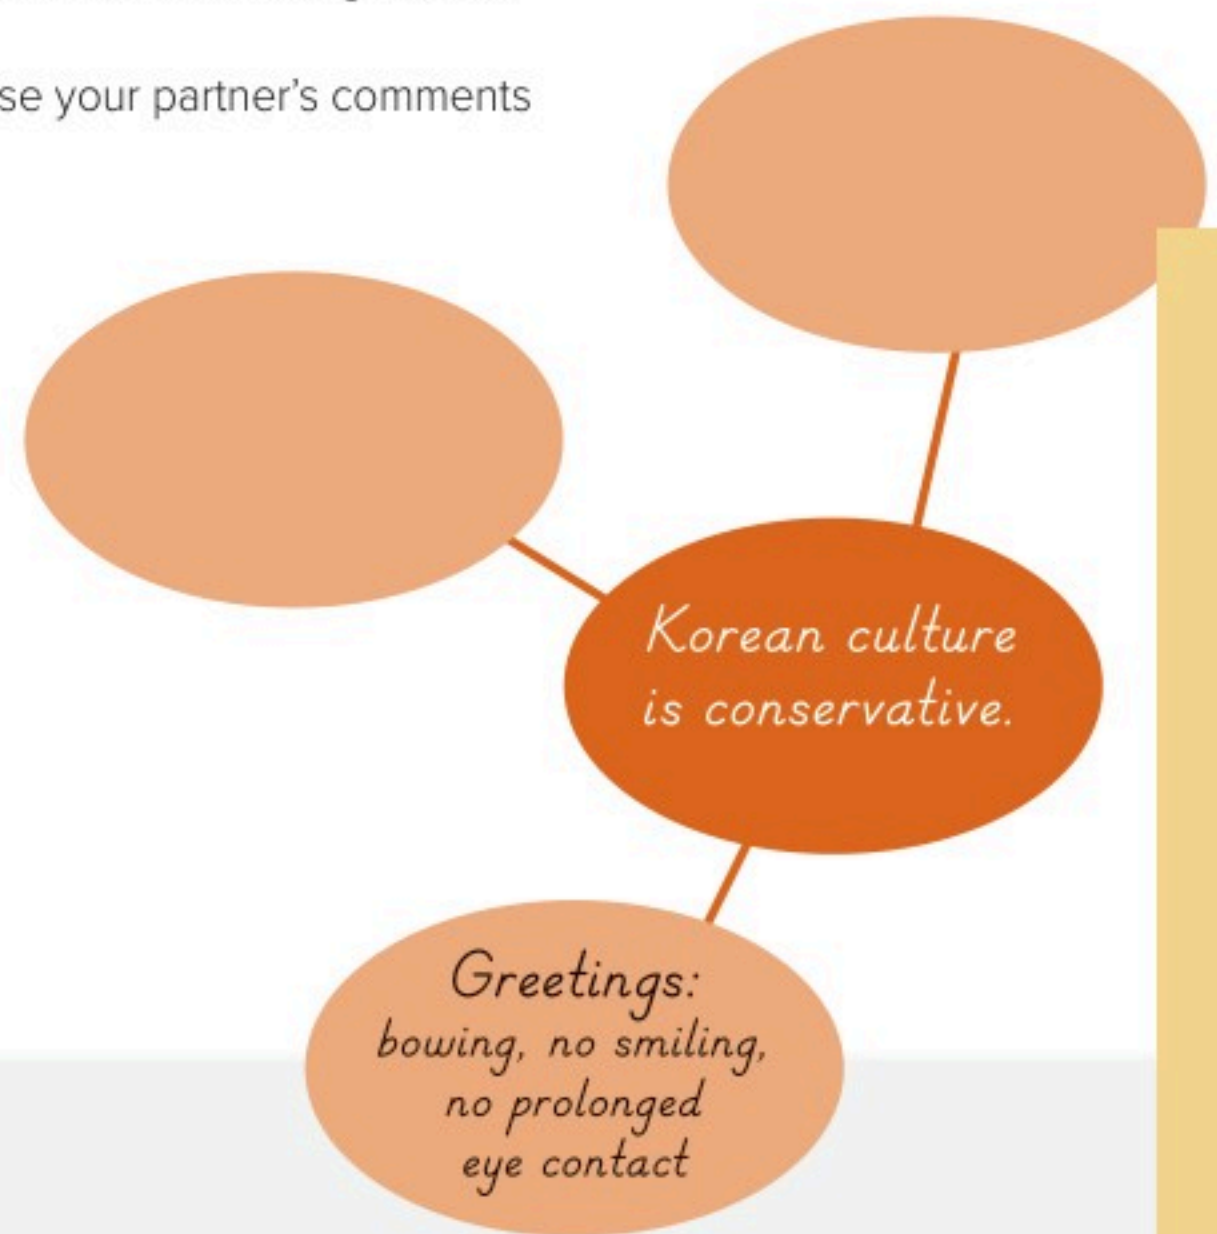 se your partner's comments
Korean culture
is conservative.
Greetings:
bowing, no smiling,
no prolonged
eye contact